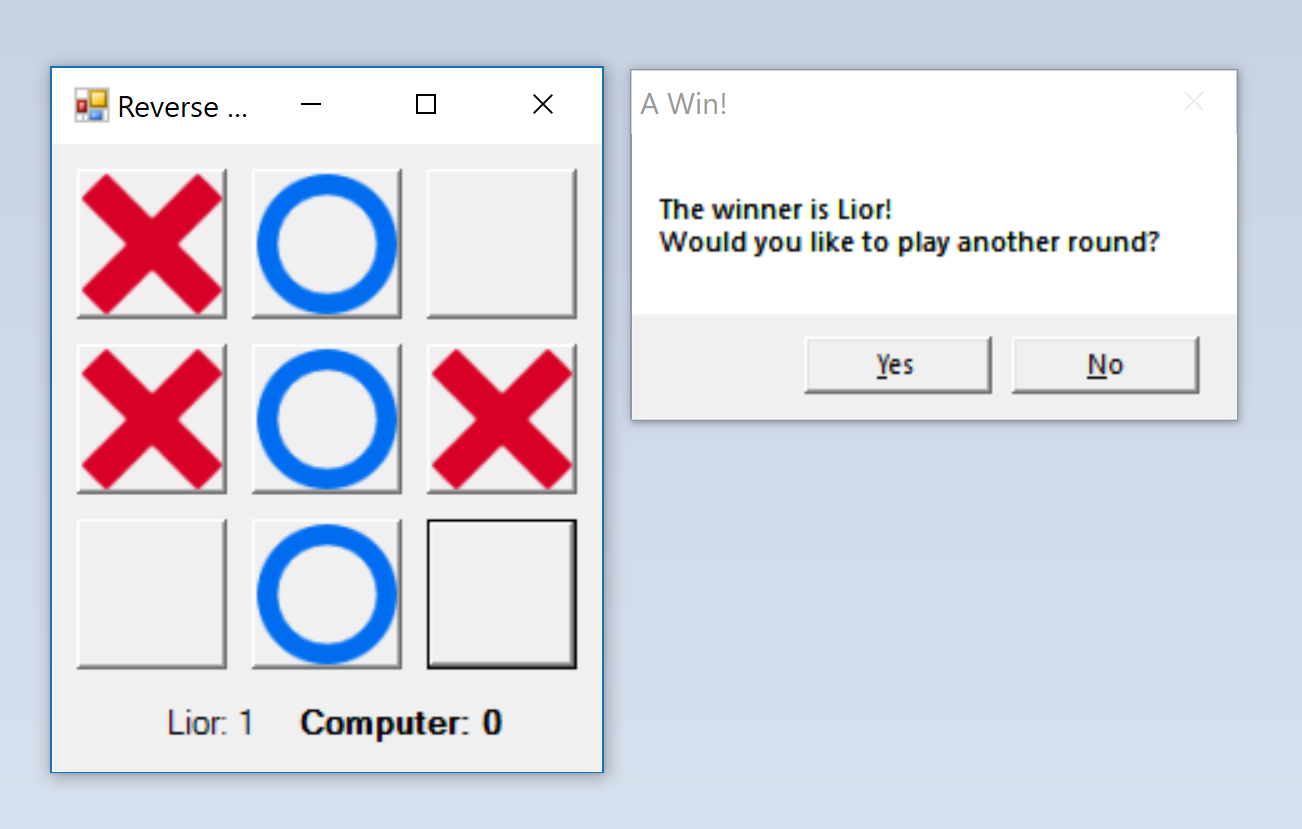 Reverse ...
Lior: 1 Computer: 0
A Win!
The winner is Lior!
Would you like to play another round?
Yes No